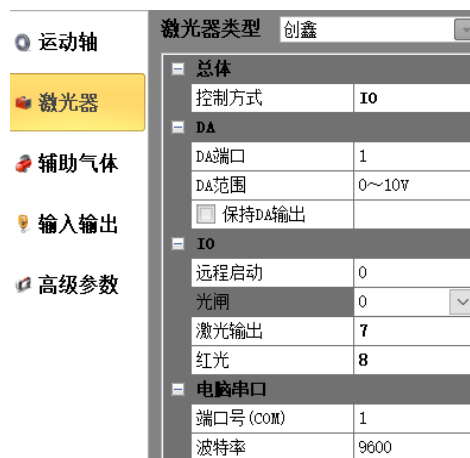 运动轴
激光器
辅助气体
输入输出
高级参数
激光器类型 创鑫
总体
控制方式 IO
DA
DA端口 1
DA范围 0～10V
保持DA输出
IO
远程启动 0
光闸 0
激光输出 7
红光 8
电脑串口
端口号(COM) 1
波特率 9600